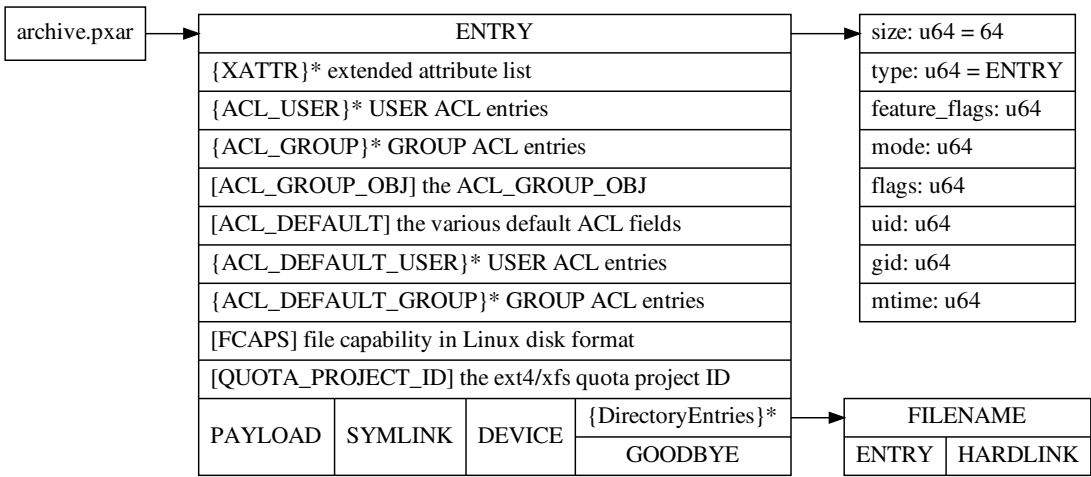 archive.pxar
ENTRY
{XATTR}* extended attribute list
{ACL_USER}* USER ACL entries
{ACL_GROUP}* GROUP ACL entries
[ACL_GROUP_OBJ] the ACL_GROUP_OBJ
[ACL_DEFAULT] the various default ACL fields
{ACL_DEFAULT_USER}* USER ACL entries
{ACL_DEFAULT_GROUP}* GROUP ACL entries
[FCAPS] file capability in Linux disk format
[QUOTA_PROJECT_ID] the ext4/xfs quota project ID
PAYLOAD
SYMLINK
DEVICE
{DirectoryEntries}*
GOODBYE
size: u64 = 64
type: u64 = ENTRY
feature_flags: u64
mode: u64
flags: u64
uid: u64
gid: u64
mtime: u64
FILENAME
ENTRY
HARDLINK